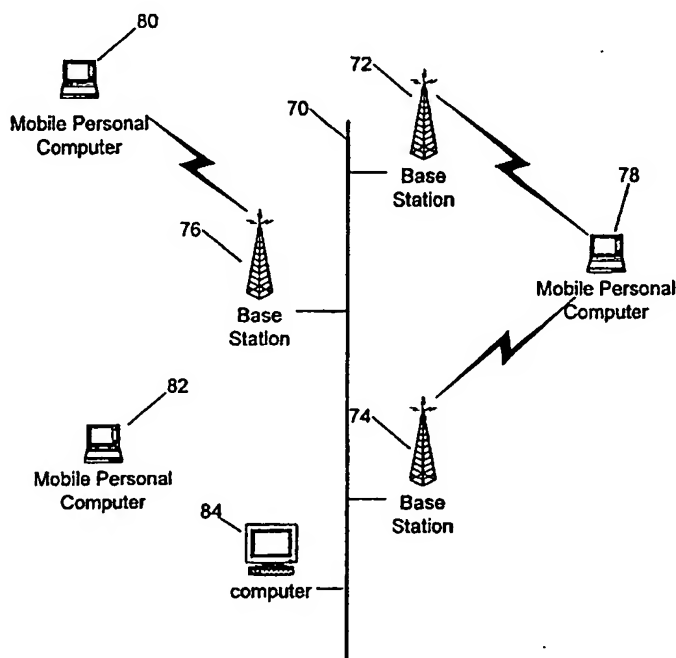 80
Mobile Personal
Computer
72
70
Base
Station
78
Mobile Personal
Computer
76
Base
Station
82
Mobile Personal
Computer
74
Base
Station
84
computer